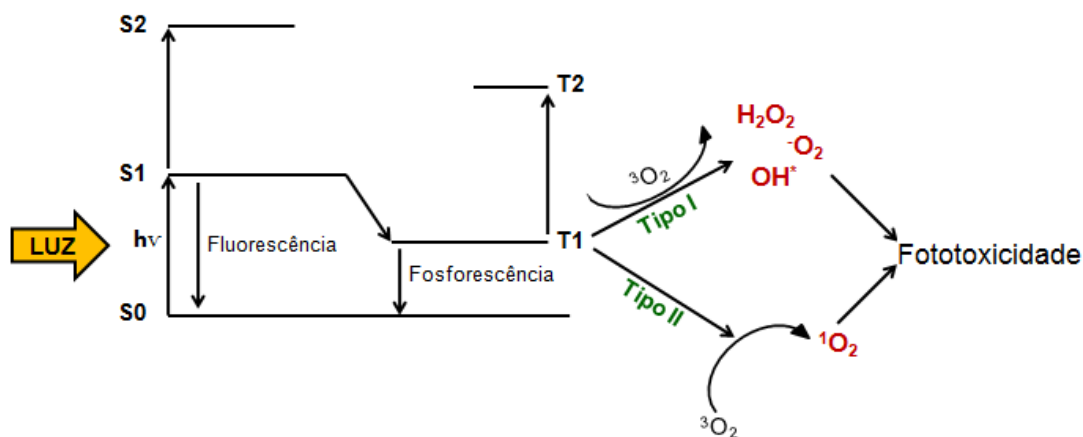 S2
T2
H₂O₂
⁻O₂
OH*
S1
³O₂
Tipo I
LUZ
hν
Fluorescência
T1
Fosforescência
Fototoxicidade
Tipo II
S0
¹O₂
³O₂